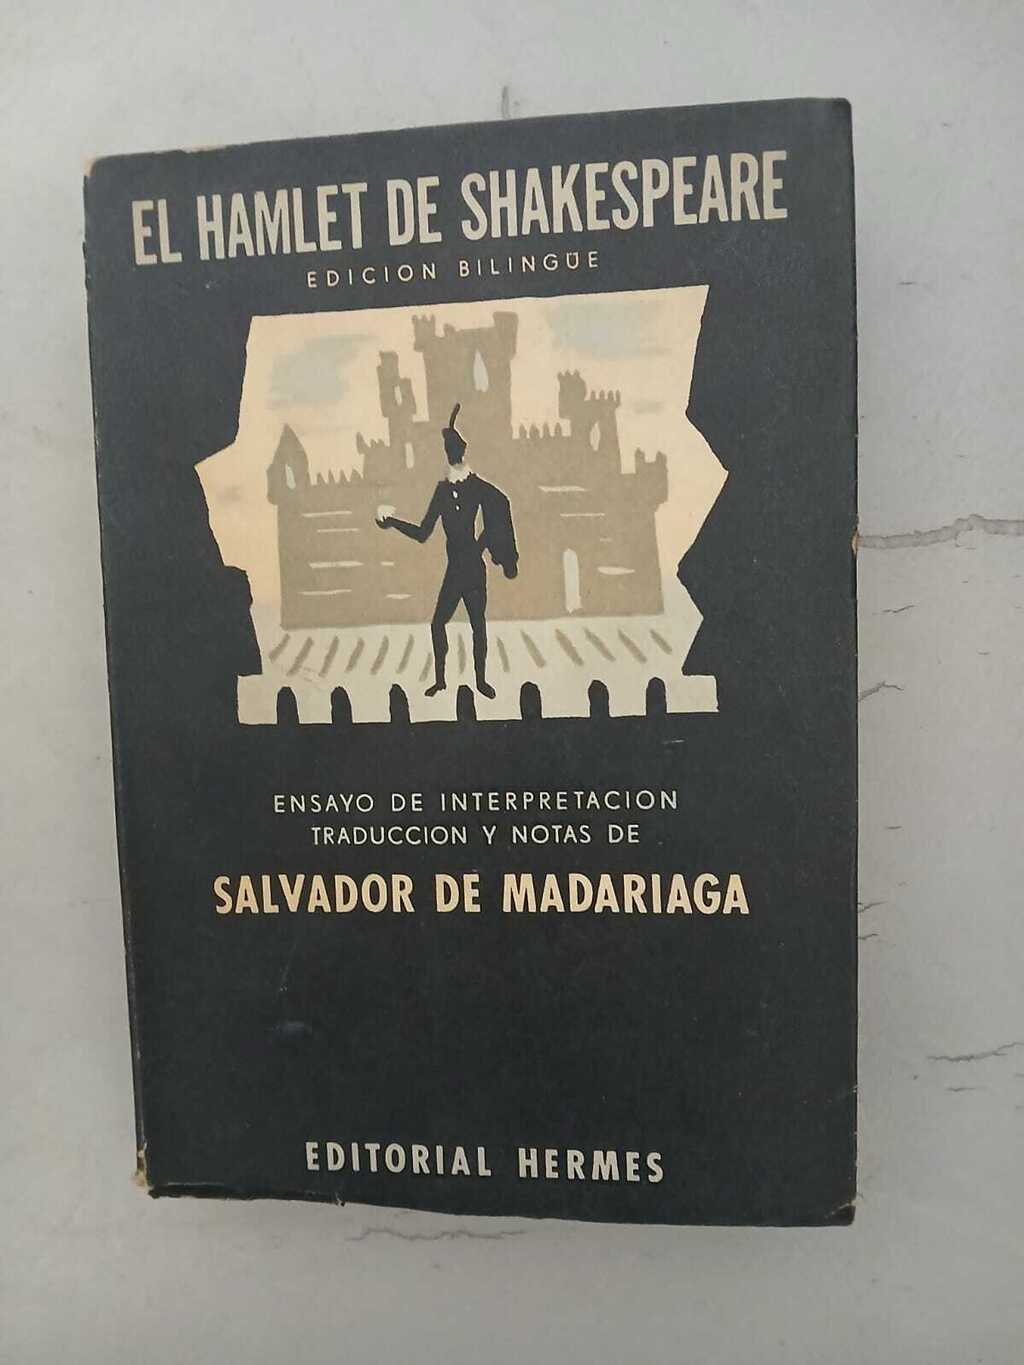 EL HAMLET DE SHAKESPEARE
EDICION BILINGÜE
ENSAYO DE INTERPRETACION
TRADUCCION Y NOTAS DE
SALVADOR DE MADARIAGA
EDITORIAL HERMES